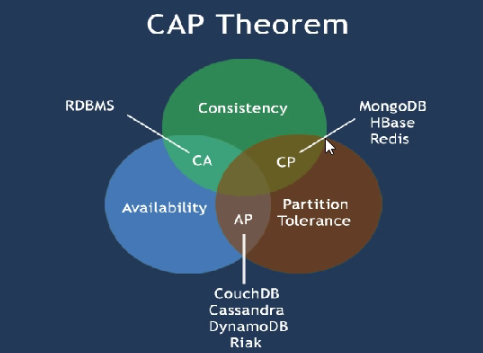 CAP Theorem
RDBMS
Consistency
MongoDB
HBase
Redis
CA
CP
Availability
AP
Partition
Tolerance
CouchDB
Cassandra
DynamoDB
Riak